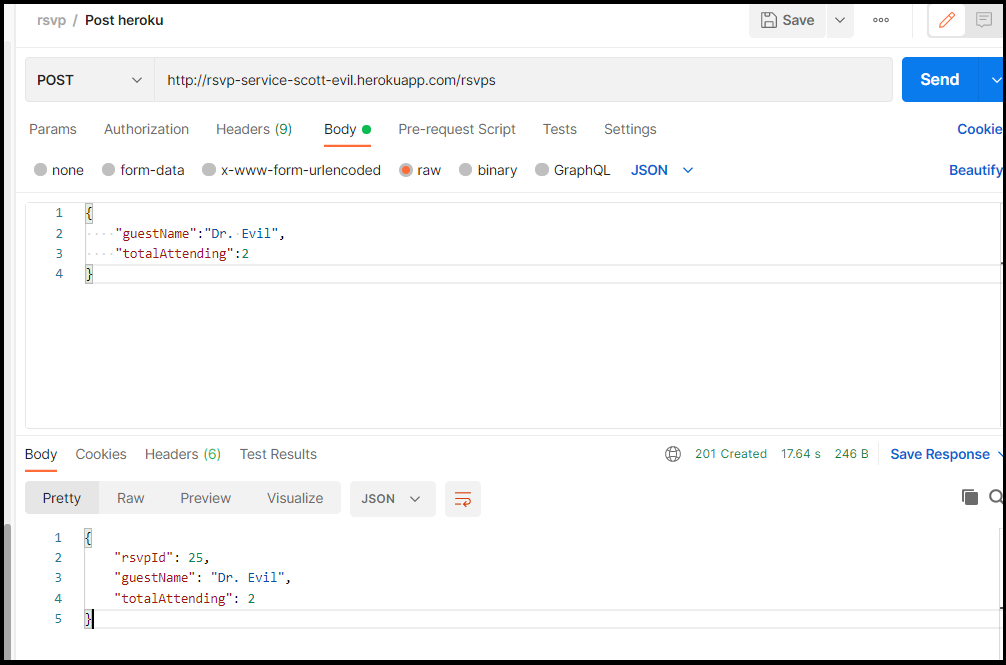 rsvp / Post heroku
Save
POST
http://rsvp-service-scott-evil.herokuapp.com/rsvps
Send
Params Authorization Headers (9) Body Pre-request Script Tests Settings Cookie
none form-data x-www-form-urlencoded raw binary GraphQL JSON Beautify
1 {
2 ····"guestName":"Dr.·Evil",
3 ····"totalAttending":2
4 }
Body Cookies Headers (6) Test Results 201 Created 17.64 s 246 B Save Response
Pretty Raw Preview Visualize JSON
1 {
2 "rsvpId": 25,
3 "guestName": "Dr. Evil",
4 "totalAttending": 2
5 }